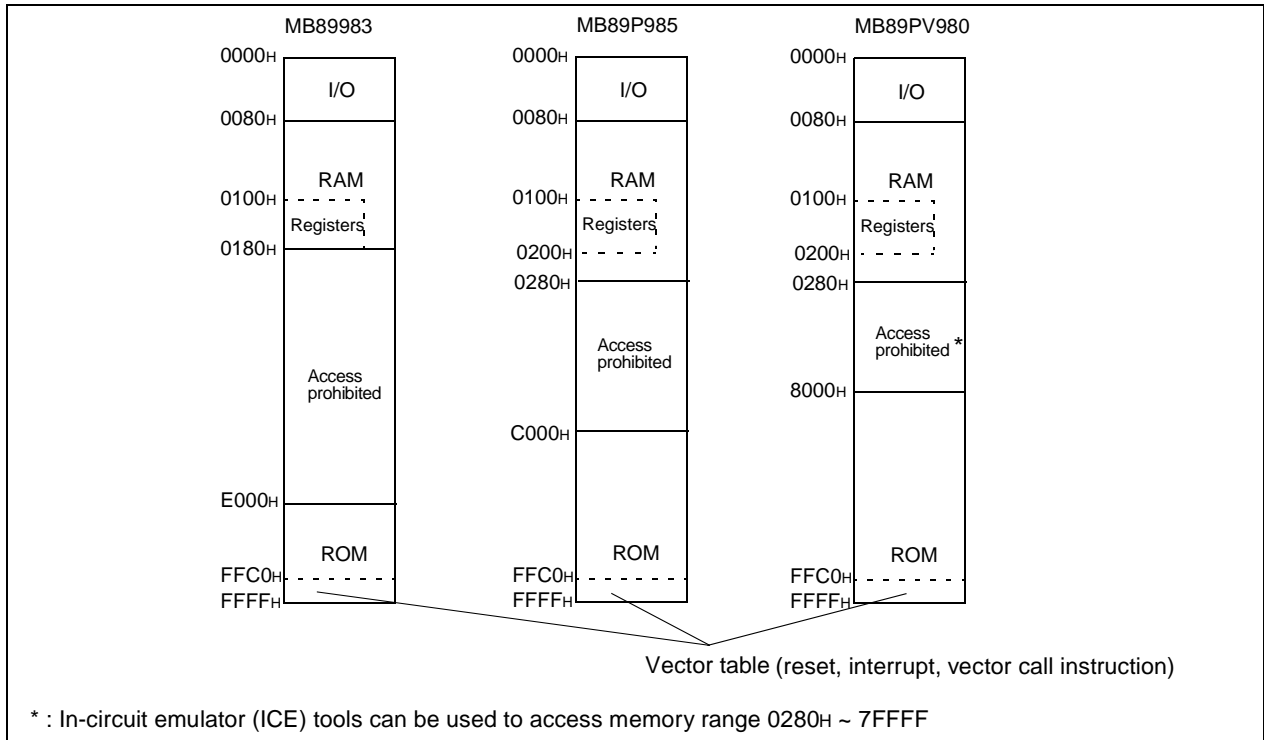 MB89983
0000H
I/O
0080H
RAM
0100H
Registers
0180H
Access
prohibited
E000H
ROM
FFC0H
FFFFH
MB89P985
0000H
I/O
0080H
RAM
0100H
Registers
0200H
0280H
Access
prohibited
C000H
ROM
FFC0H
FFFFH
MB89PV980
0000H
I/O
0080H
RAM
0100H
Registers
0200H
0280H
Access
prohibited *
8000H
ROM
FFC0H
FFFFH
Vector table (reset, interrupt, vector call instruction)
* : In-circuit emulator (ICE) tools can be used to access memory range 0280H ~ 7FFFF